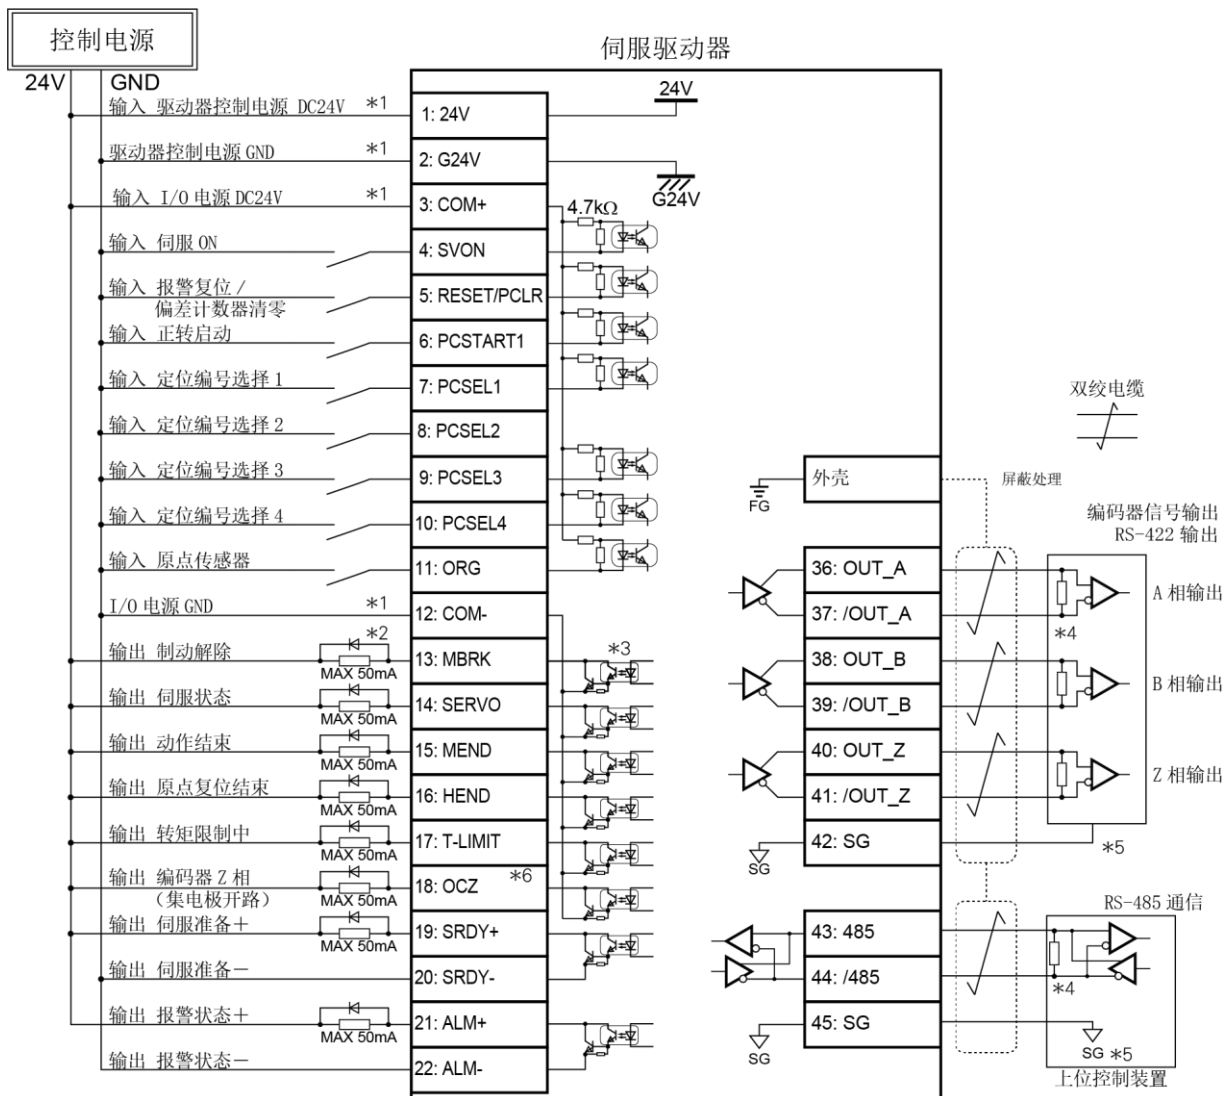 控制电源
伺服驱动器
24V
GND
24V
输入 驱动器控制电源 DC24V *1
1: 24V
驱动器控制电源 GND *1
2: G24V
G24V
输入 I/O 电源 DC24V *1
3: COM+
4.7kΩ
输入 伺服 ON
4: SVON
输入 报警复位 /
偏差计数器清零
5: RESET/PCLR
输入 正转启动
6: PCSTART1
输入 定位编号选择 1
7: PCSEL1
输入 定位编号选择 2
8: PCSEL2
输入 定位编号选择 3
9: PCSEL3
输入 定位编号选择 4
10: PCSEL4
输入 原点传感器
11: ORG
I/O 电源 GND *1
12: COM-
输出 制动解除
*2
MAX 50mA
13: MBRK
*3
输出 伺服状态
MAX 50mA
14: SERVO
输出 动作结束
MAX 50mA
15: MEND
输出 原点复位结束
MAX 50mA
16: HEND
输出 转矩限制中
MAX 50mA
17: T-LIMIT
输出 编码器 Z 相
（集电极开路）
MAX 50mA
18: OCZ *6
输出 伺服准备＋
MAX 50mA
19: SRDY+
输出 伺服准备－
20: SRDY-
输出 报警状态＋
MAX 50mA
21: ALM+
输出 报警状态－
22: ALM-
双绞电缆
外壳
FG
屏蔽处理
编码器信号输出
RS-422 输出
36: OUT_A
37: /OUT_A
A 相输出
*4
38: OUT_B
39: /OUT_B
B 相输出
40: OUT_Z
41: /OUT_Z
Z 相输出
42: SG
SG
*5
RS-485 通信
43: 485
44: /485
*4
45: SG
SG
SG *5
上位控制装置